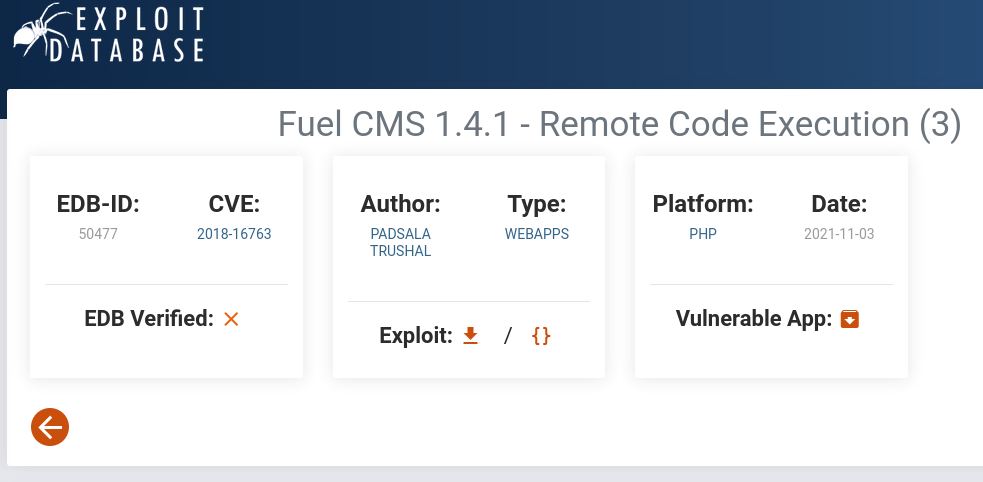 EXPLOIT
DATABASE
Fuel CMS 1.4.1 - Remote Code Execution (3)
EDB-ID:
50477
CVE:
2018-16763
EDB Verified:
Author:
PADSALA
TRUSHAL
Type:
WEBAPPS
Exploit: / {}
Platform:
PHP
Date:
2021-11-03
Vulnerable App: